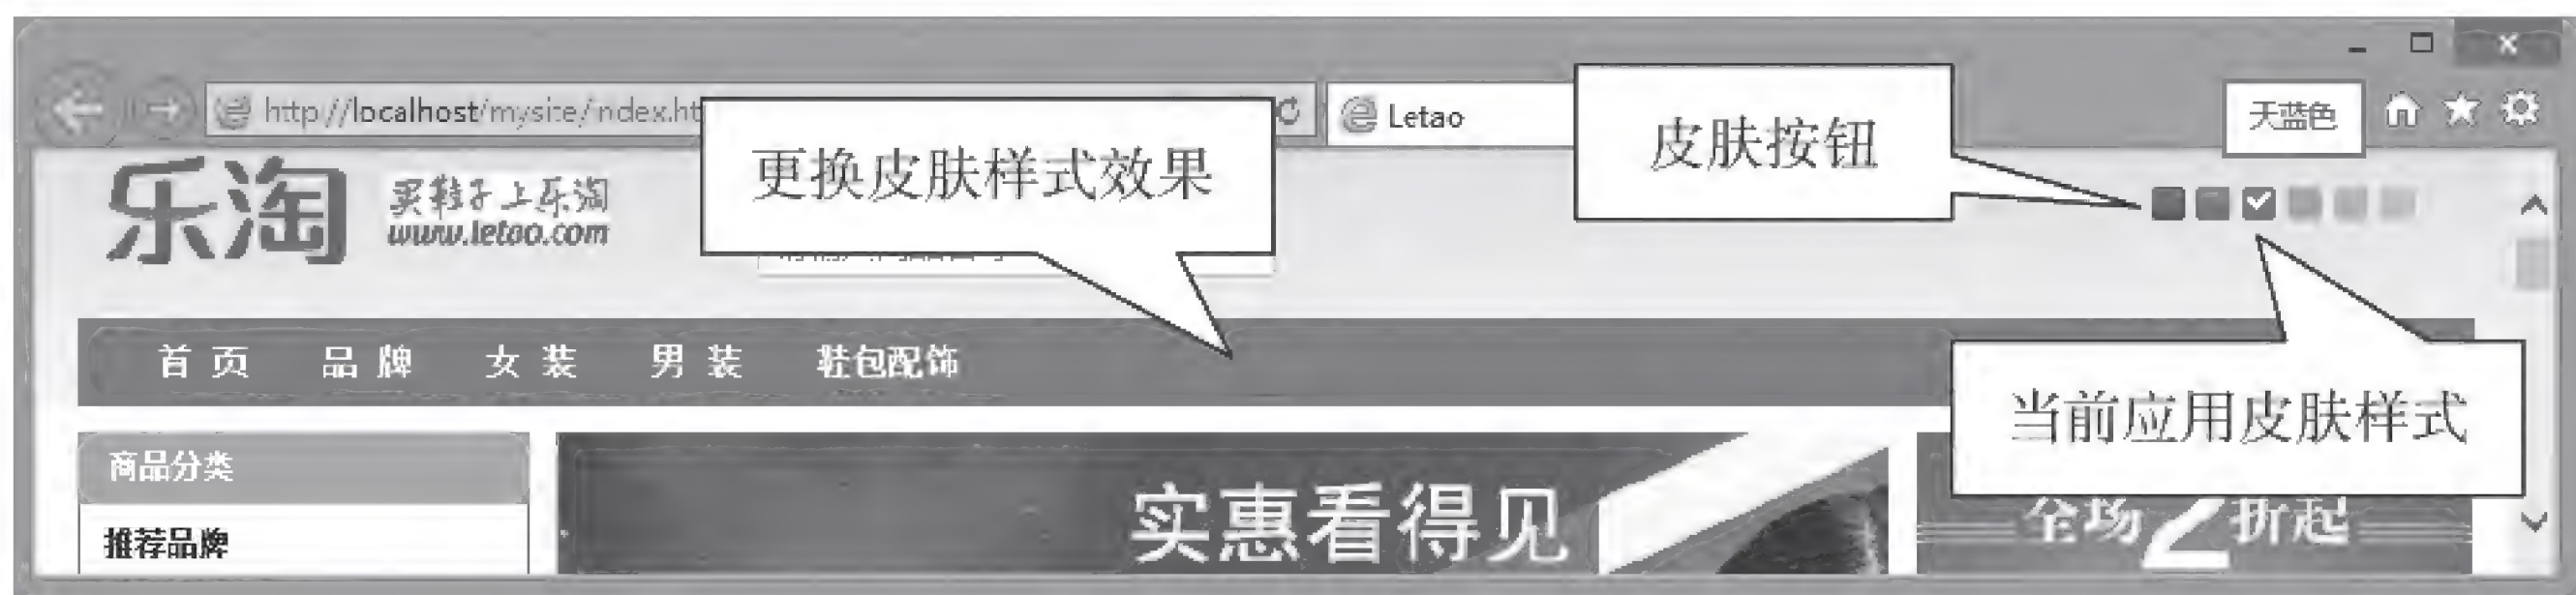 http://localhost/mysite/index.ht
Letao
天蓝色
更换皮肤样式效果
皮肤按钮
乐淘
买鞋子上乐淘
www.letao.com
首 页 品 牌 女 装 男 装 鞋包配饰
当前应用皮肤样式
商品分类
推荐品牌
实惠看得见
全场2折起